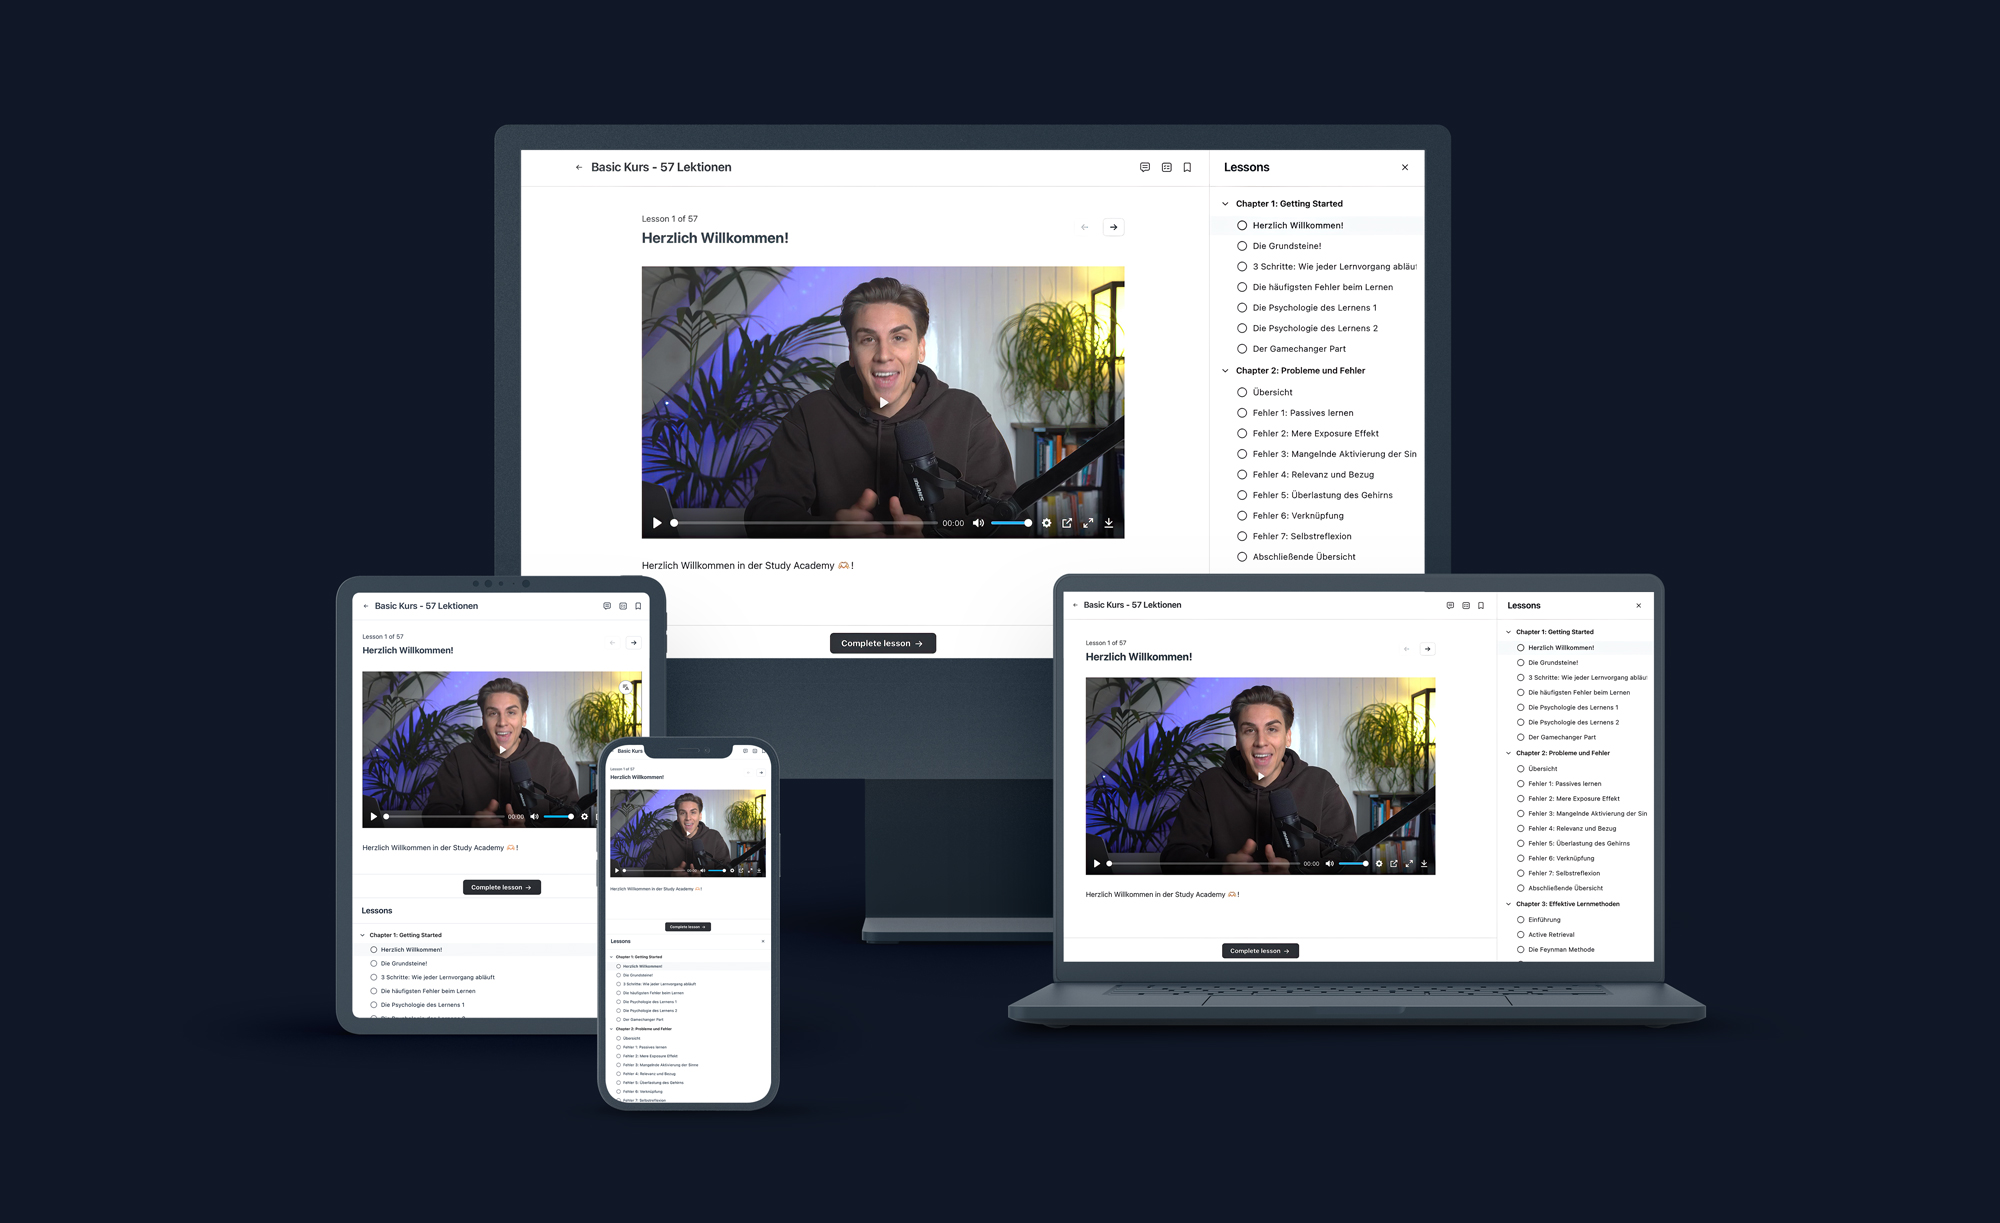 Basic Kurs - 57 Lektionen
Lesson 1 of 57
Herzlich Willkommen!
00:00
Herzlich Willkommen in der Study Academy !
Complete lesson →
Lessons
Chapter 1: Getting Started
Herzlich Willkommen!
Die Grundsteine!
3 Schritte: Wie jeder Lernvorgang abläuf
Die häufigsten Fehler beim Lernen
Die Psychologie des Lernens 1
Die Psychologie des Lernens 2
Der Gamechanger Part
Chapter 2: Probleme und Fehler
Übersicht
Fehler 1: Passives lernen
Fehler 2: Mere Exposure Effekt
Fehler 3: Mangelnde Aktivierung der Sin
Fehler 4: Relevanz und Bezug
Fehler 5: Überlastung des Gehirns
Fehler 6: Verknüpfung
Fehler 7: Selbstreflexion
Abschließende Übersicht
Basic Kurs - 57 Lektionen
Lesson 1 of 57
Herzlich Willkommen!
00:00
Herzlich Willkommen in der Study Academy !
Complete lesson →
Lessons
Chapter 1: Getting Started
Herzlich Willkommen!
Die Grundsteine!
3 Schritte: Wie jeder Lernvorgang abläuft
Die häufigsten Fehler beim Lernen
Die Psychologie des Lernens 1
Basic Kurs
Lesson 1 of 57
Herzlich Willkommen!
00:00
Herzlich Willkommen in der Study Academy !
Complete lesson →
Lessons
Chapter 1: Getting Started
Herzlich Willkommen!
Die Grundsteine!
3 Schritte: Wie jeder Lernvorgang abläuft
Die häufigsten Fehler beim Lernen
Die Psychologie des Lernens 1
Die Psychologie des Lernens 2
Der Gamechanger Part
Chapter 2: Probleme und Fehler
Übersicht
Fehler 1: Passives lernen
Fehler 2: Mere Exposure Effekt
Fehler 3: Mangelnde Aktivierung der Sinne
Fehler 4: Relevanz und Bezug
Fehler 5: Überlastung des Gehirns
Fehler 6: Verknüpfung
Fehler 7: Selbstreflexion
Basic Kurs - 57 Lektionen
Lesson 1 of 57
Herzlich Willkommen!
00:00
Herzlich Willkommen in der Study Academy !
Complete lesson →
Lessons
Chapter 1: Getting Started
Herzlich Willkommen!
Die Grundsteine!
3 Schritte: Wie jeder Lernvorgang abläuf
Die häufigsten Fehler beim Lernen
Die Psychologie des Lernens 1
Die Psychologie des Lernens 2
Der Gamechanger Part
Chapter 2: Probleme und Fehler
Übersicht
Fehler 1: Passives lernen
Fehler 2: Mere Exposure Effekt
Fehler 3: Mangelnde Aktivierung der Sin
Fehler 4: Relevanz und Bezug
Fehler 5: Überlastung des Gehirns
Fehler 6: Verknüpfung
Fehler 7: Selbstreflexion
Abschließende Übersicht
Chapter 3: Effektive Lernmethoden
Einführung
Active Retrieval
Die Feynman Methode